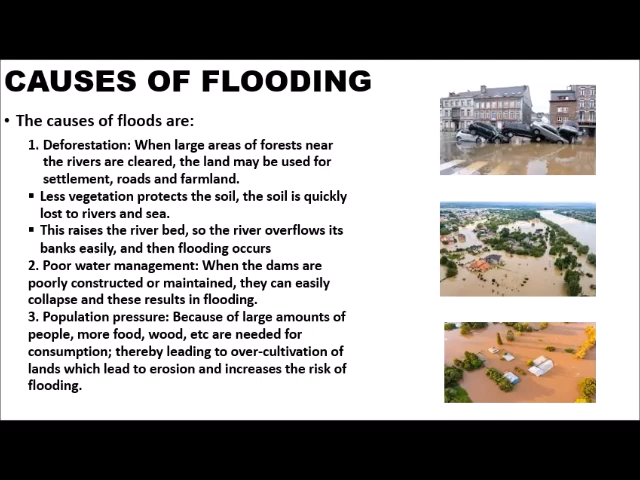 CAUSES OF FLOODING
• The causes of floods are:
1. Deforestation: When large areas of forests near
the rivers are cleared, the land may be used for
settlement, roads and farmland.
▪ Less vegetation protects the soil, the soil is quickly
lost to rivers and sea.
▪ This raises the river bed, so the river overflows its
banks easily, and then flooding occurs
2. Poor water management: When the dams are
poorly constructed or maintained, they can easily
collapse and these results in flooding.
3. Population pressure: Because of large amounts of
people, more food, wood, etc are needed for
consumption; thereby leading to over-cultivation of
lands which lead to erosion and increases the risk of
flooding.